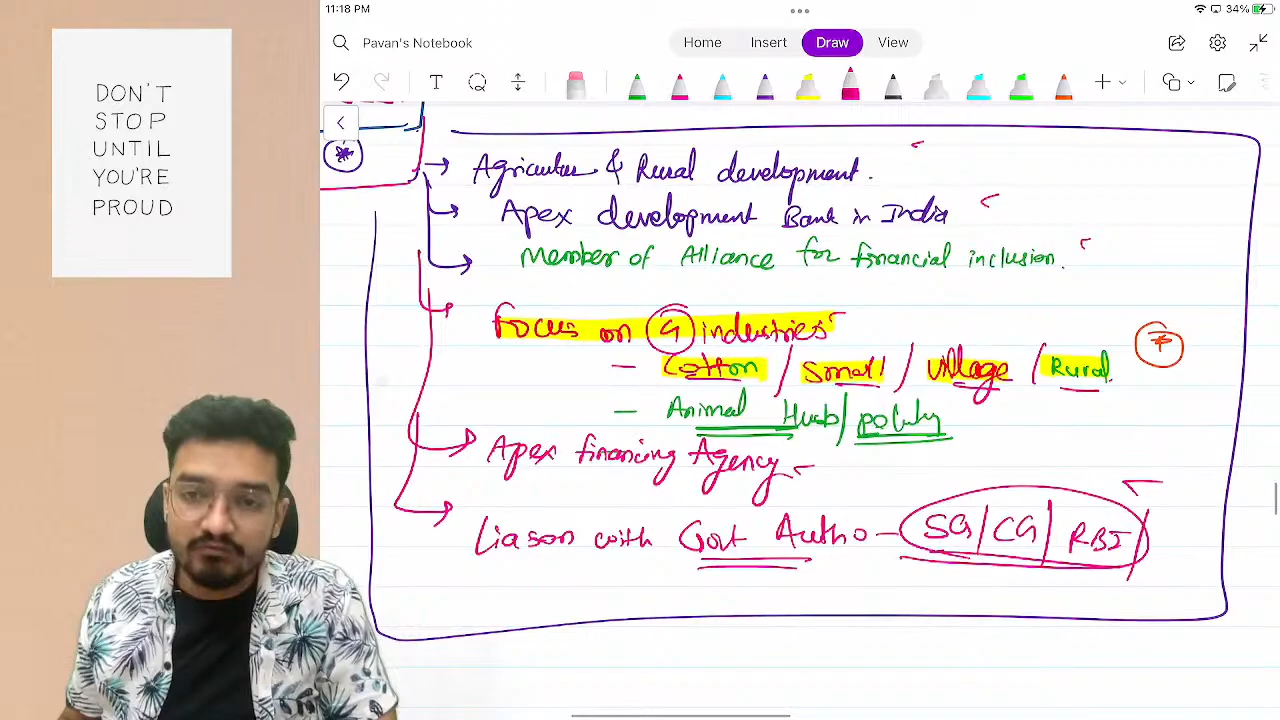 11:18 PM
34%
Pavan's Notebook
Home
Insert
Draw
View
DON'T
STOP
UNTIL
YOU'RE
PROUD
Agricultur & Rural development.
Apex development Bank in India
Member of Alliance for financial inclusion.
Focus on 4 industries
- Cotton / Small / Village / Rural
- Animal Husb / poltry
Apex financing Agency
Liason with Govt Autho - SG / CG / RBI /